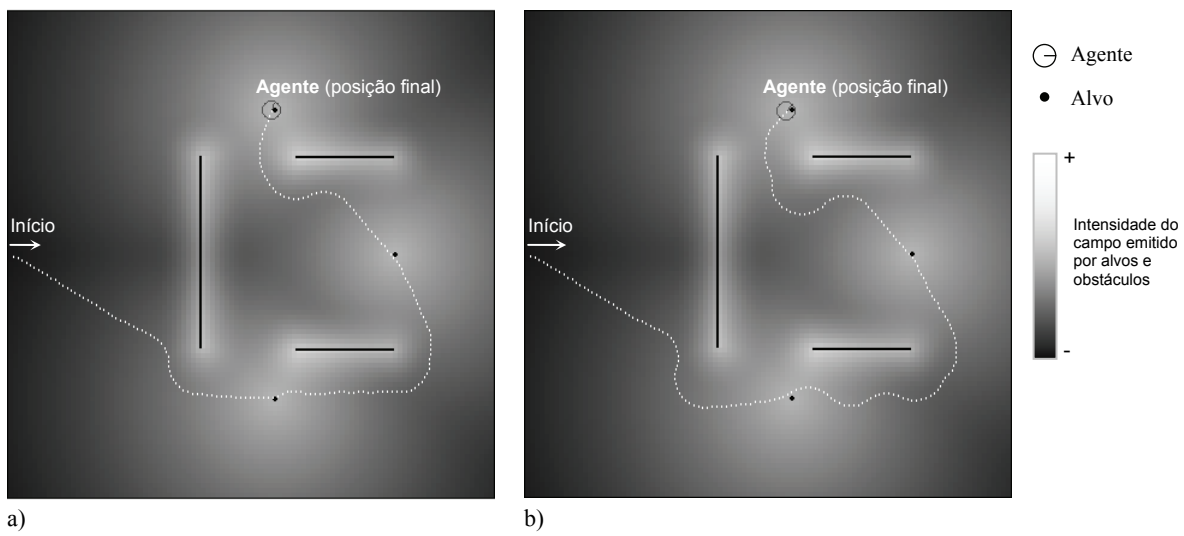 Agente (posição final)
Início
a)
Agente (posição final)
Início
b)
Agente
Alvo
+
Intensidade do
campo emitido
por alvos e
obstáculos
-